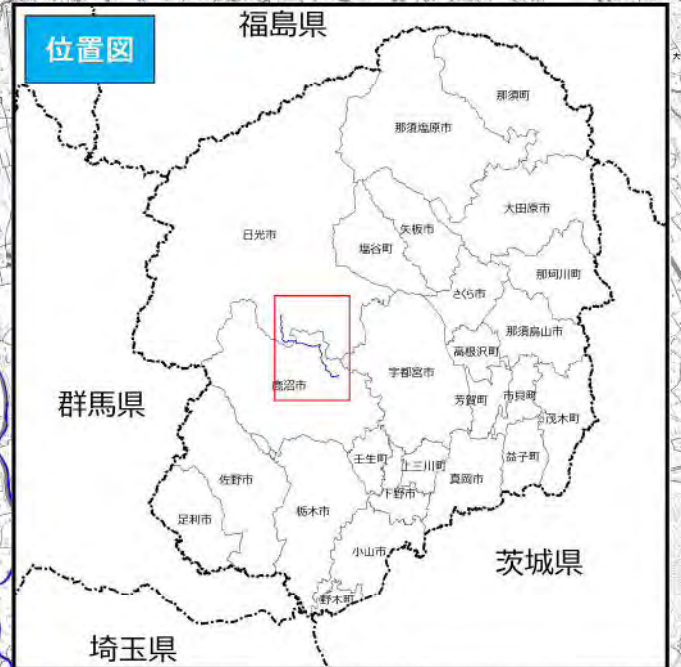 福島県
位置図
那須町
那須塩原市
大田原市
矢板市
日光市
塩谷町
那珂川町
さくら市
那須烏山市
高根沢町
宇都宮市
鹿沼市
芳賀町
市貝町
茂木町
群馬県
壬生町
上三川町
益子町
佐野市
真岡市
下野市
栃木市
足利市
小山市
茨城県
野木町
埼玉県